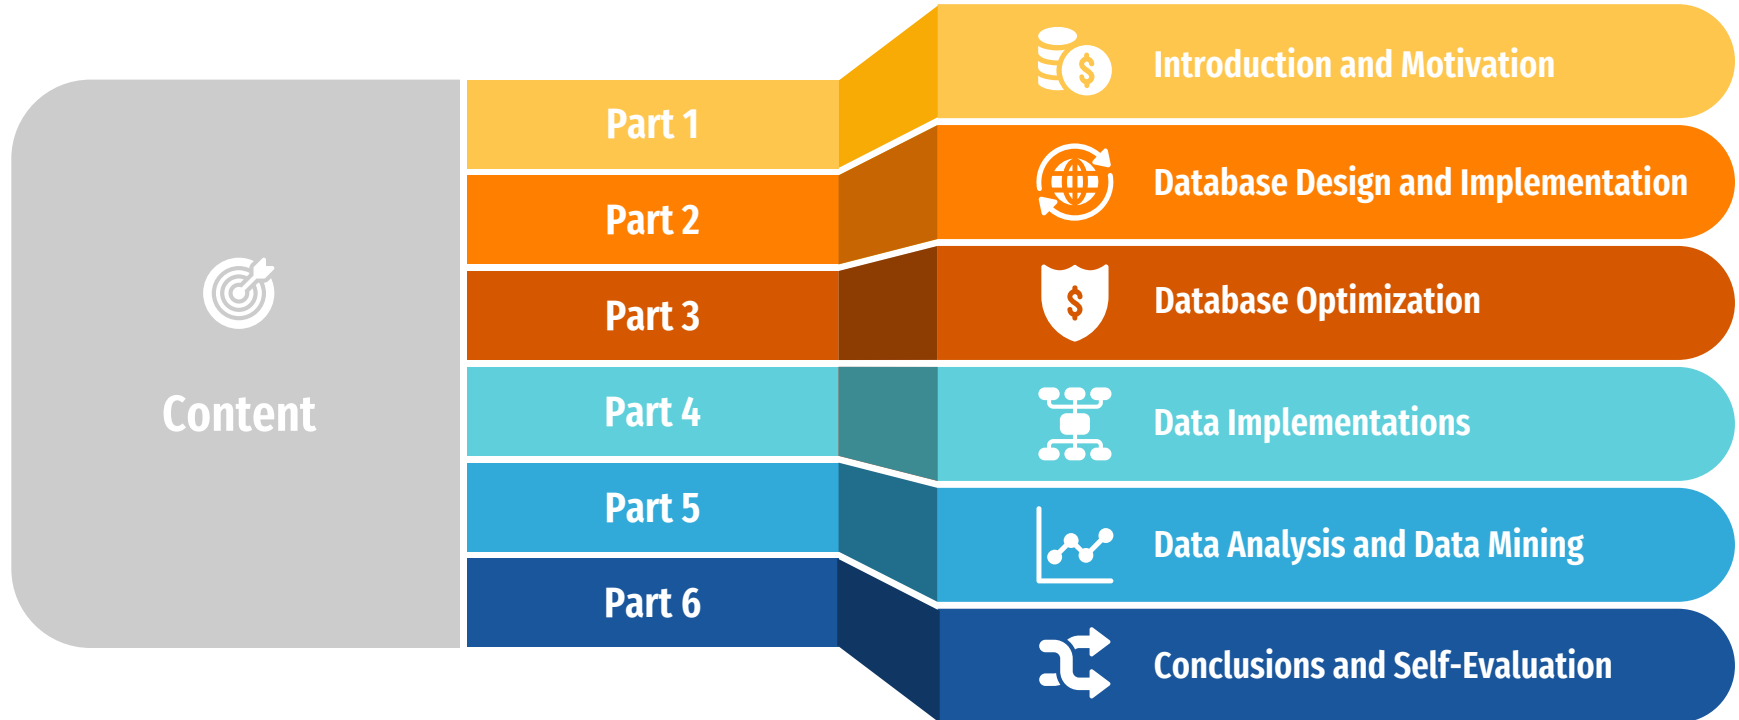 Content
Part 1
Introduction and Motivation
Part 2
Database Design and Implementation
Part 3
Database Optimization
Part 4
Data Implementations
Part 5
Data Analysis and Data Mining
Part 6
Conclusions and Self-Evaluation